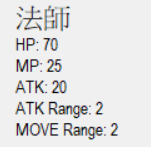 法師
HP: 70
MP: 25
ATK: 20
ATK Range: 2
MOVE Range: 2